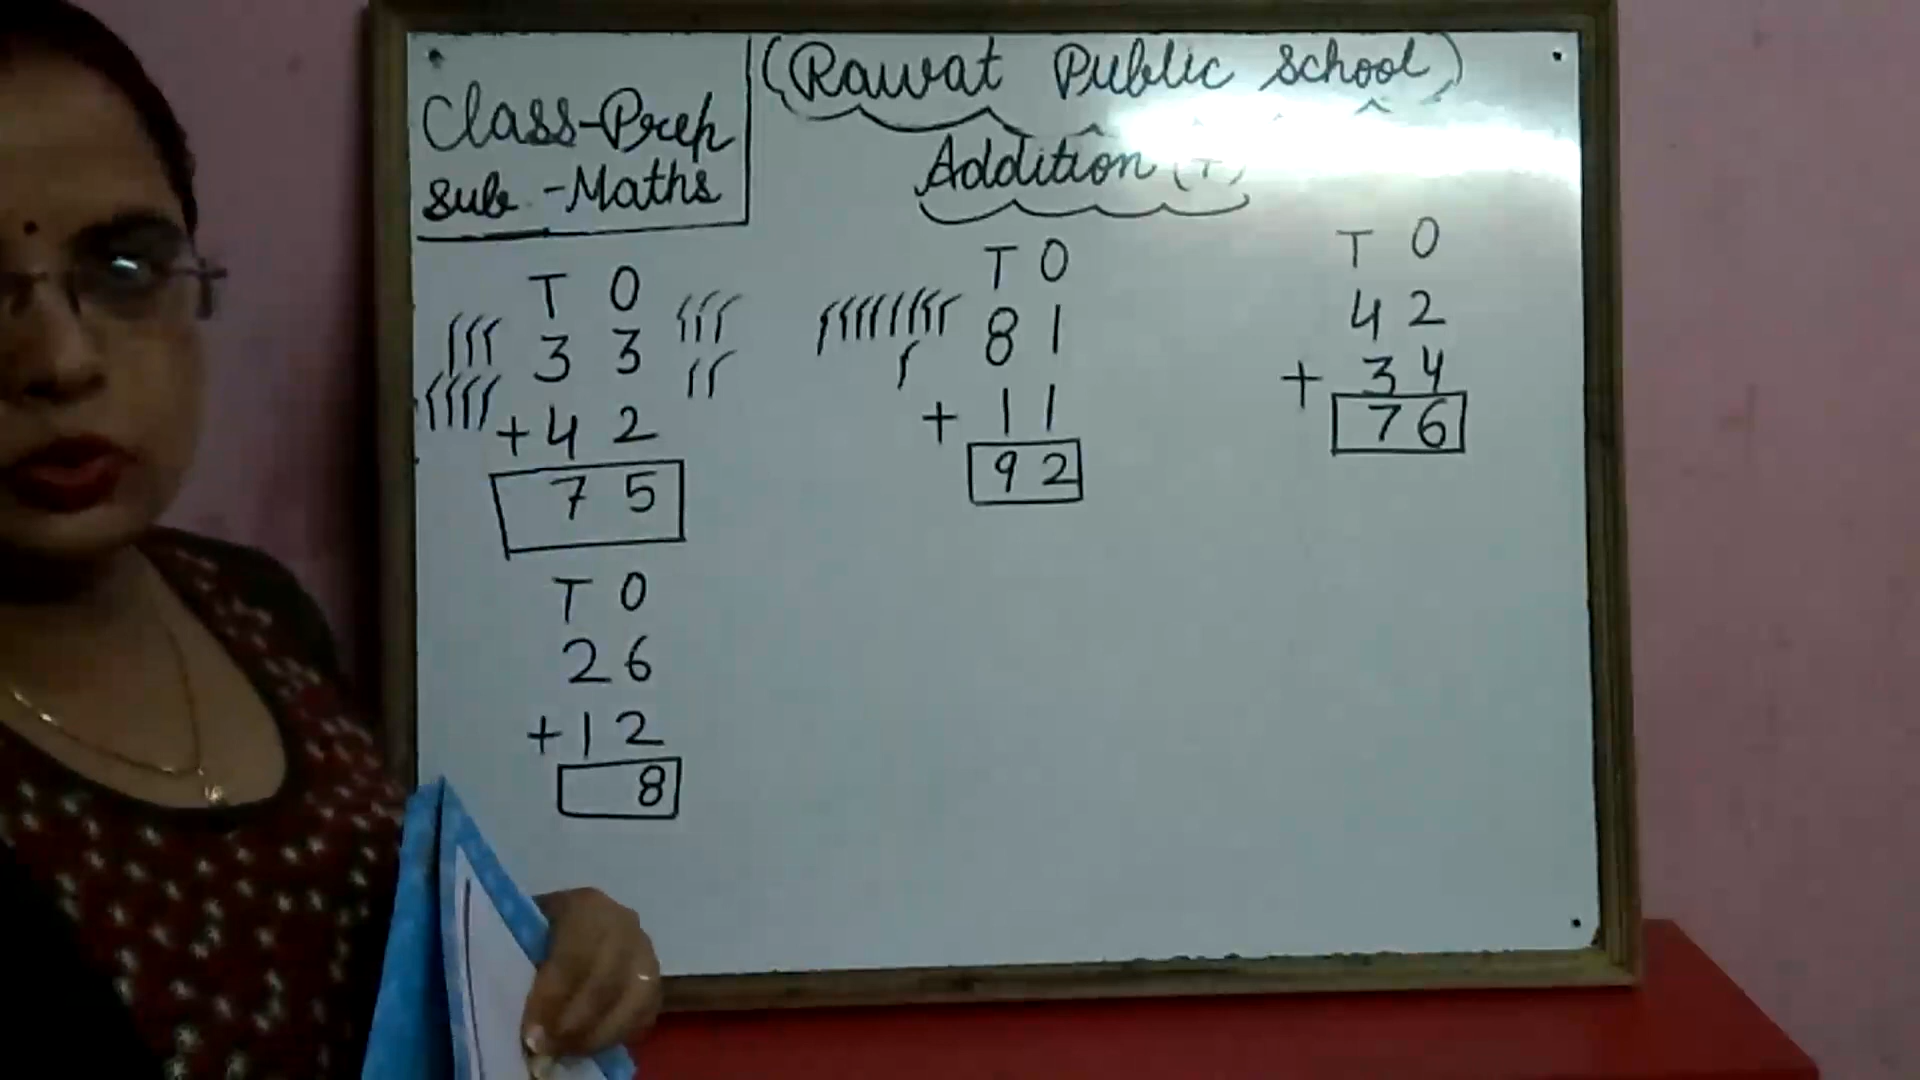 Class-Prep
Sub-Maths
(Rawat Public School)
Addition (+)
T O
3 3
+ 4 2
7 5
T O
8 1
+ 1 1
9 2
T O
4 2
+ 3 4
7 6
T O
2 6
+ 1 2
8